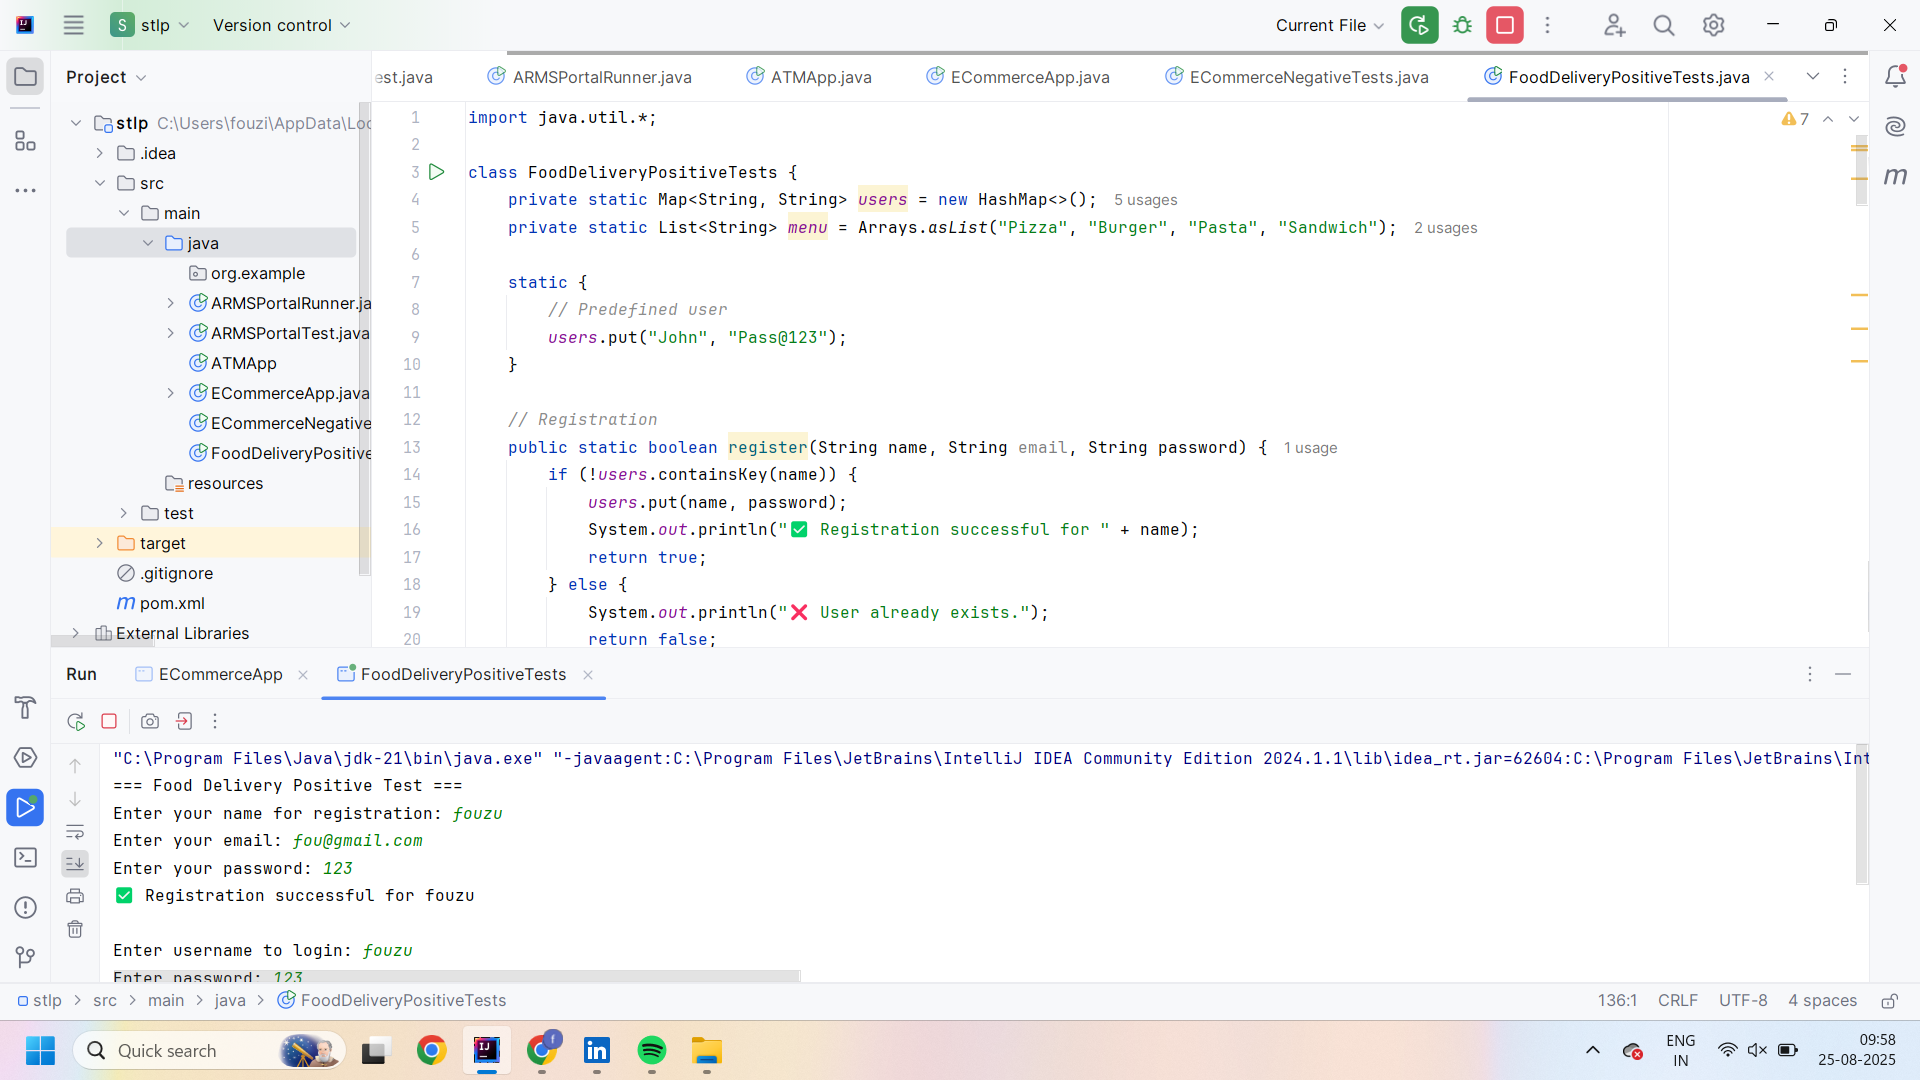 S stlp Version control Current File
Project
est.java ARMSPortalRunner.java ATMApp.java ECommerceApp.java ECommerceNegativeTests.java FoodDeliveryPositiveTests.java
stlp C:\Users\fouzi\AppData\Loc
.idea
src
main
java
org.example
ARMSPortalRunner.ja
ARMSPortalTest.java
ATMApp
ECommerceApp.java
ECommerceNegative
FoodDeliveryPositive
resources
test
target
.gitignore
m pom.xml
External Libraries
7
m
1 import java.util.*;
2
3 class FoodDeliveryPositiveTests {
4 private static Map<String, String> users = new HashMap<>(); 5 usages
5 private static List<String> menu = Arrays.asList("Pizza", "Burger", "Pasta", "Sandwich"); 2 usages
6
7 static {
8 // Predefined user
9 users.put("John", "Pass@123");
10 }
11
12 // Registration
13 public static boolean register(String name, String email, String password) { 1 usage
14 if (!users.containsKey(name)) {
15 users.put(name, password);
16 System.out.println("✅ Registration successful for " + name);
17 return true;
18 } else {
19 System.out.println("❌ User already exists.");
20 return false;
Run ECommerceApp FoodDeliveryPositiveTests
"C:\Program Files\Java\jdk-21\bin\java.exe" "-javaagent:C:\Program Files\JetBrains\IntelliJ IDEA Community Edition 2024.1.1\lib\idea_rt.jar=62604:C:\Program Files\JetBrains\Int
=== Food Delivery Positive Test ===
Enter your name for registration: fouzu
Enter your email: fou@gmail.com
Enter your password: 123
✅ Registration successful for fouzu
Enter username to login: fouzu
Enter password: 123
stlp > src > main > java > FoodDeliveryPositiveTests 136:1 CRLF UTF-8 4 spaces
Quick search
ENG
IN
09:58
25-08-2025